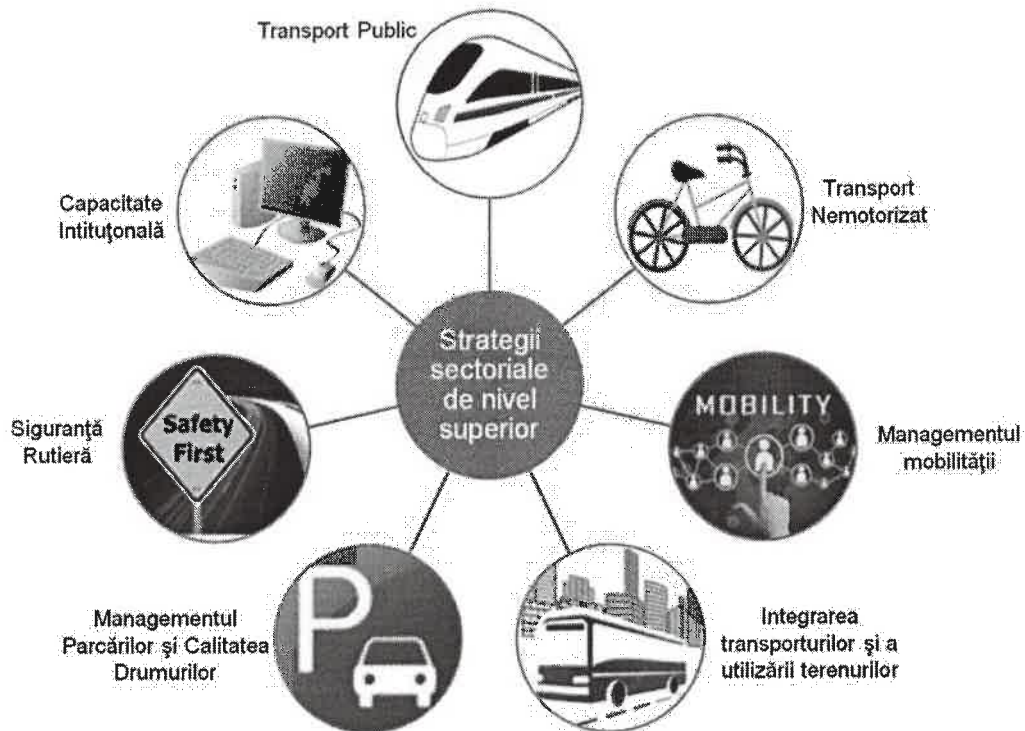 Transport Public
Capacitate
Intituţonală
Transport
Nemotorizat
Strategii
sectoriale
de nivel
superior
Siguranţă
Rutieră
Safety
First
MOBILITY
Managementul
mobilităţii
Managementul
Parcărilor şi Calitatea
Drumurilor
P
Integrarea
transporturilor şi a
utilizării terenurilor